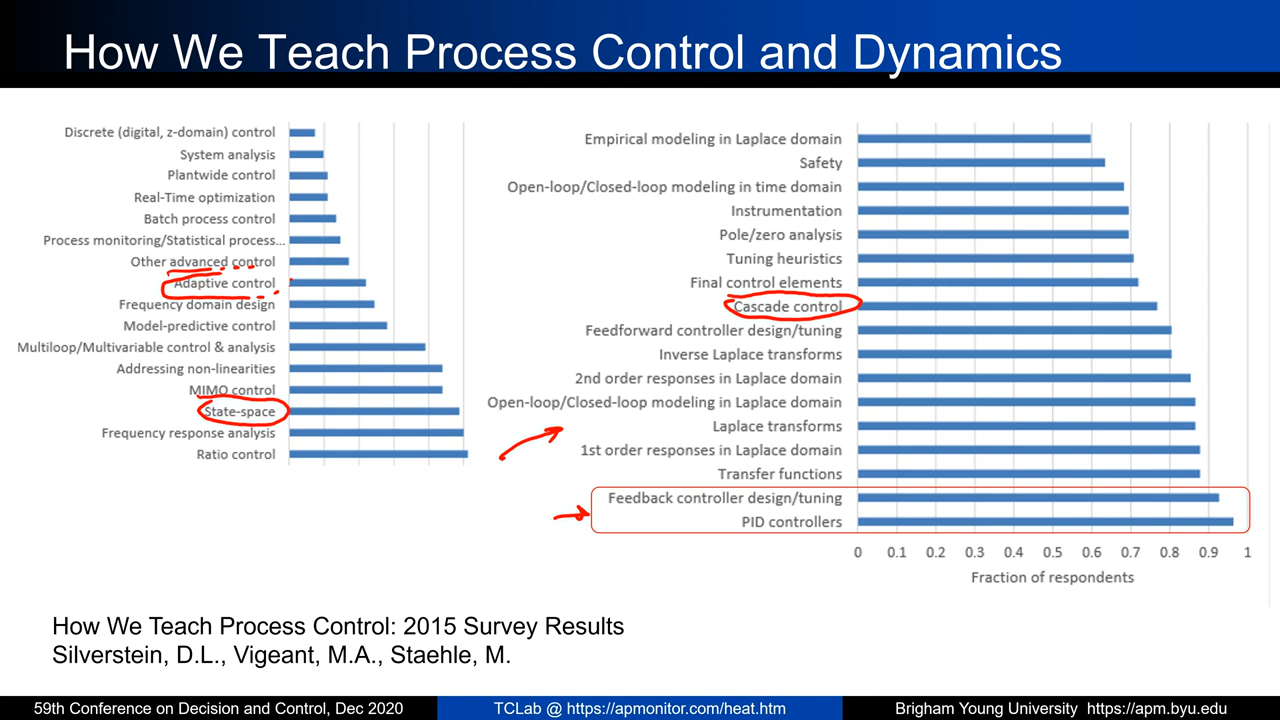 How We Teach Process Control and Dynamics
Discrete (digital, z-domain) control
System analysis
Plantwide control
Real-Time optimization
Batch process control
Process monitoring/Statistical process...
Other advanced control
Adaptive control
Frequency domain design
Model-predictive control
Multiloop/Multivariable control & analysis
Addressing non-linearities
MIMO control
State-space
Frequency response analysis
Ratio control
Empirical modeling in Laplace domain
Safety
Open-loop/Closed-loop modeling in time domain
Instrumentation
Pole/zero analysis
Tuning heuristics
Final control elements
Cascade control
Feedforward controller design/tuning
Inverse Laplace transforms
2nd order responses in Laplace domain
Open-loop/Closed-loop modeling in Laplace domain
Laplace transforms
1st order responses in Laplace domain
Transfer functions
Feedback controller design/tuning
PID controllers
0 0.1 0.2 0.3 0.4 0.5 0.6 0.7 0.8 0.9 1
Fraction of respondents
How We Teach Process Control: 2015 Survey Results
Silverstein, D.L., Vigeant, M.A., Staehle, M.
59th Conference on Decision and Control, Dec 2020
TCLab @ https://apmonitor.com/heat.htm
Brigham Young University https://apm.byu.edu